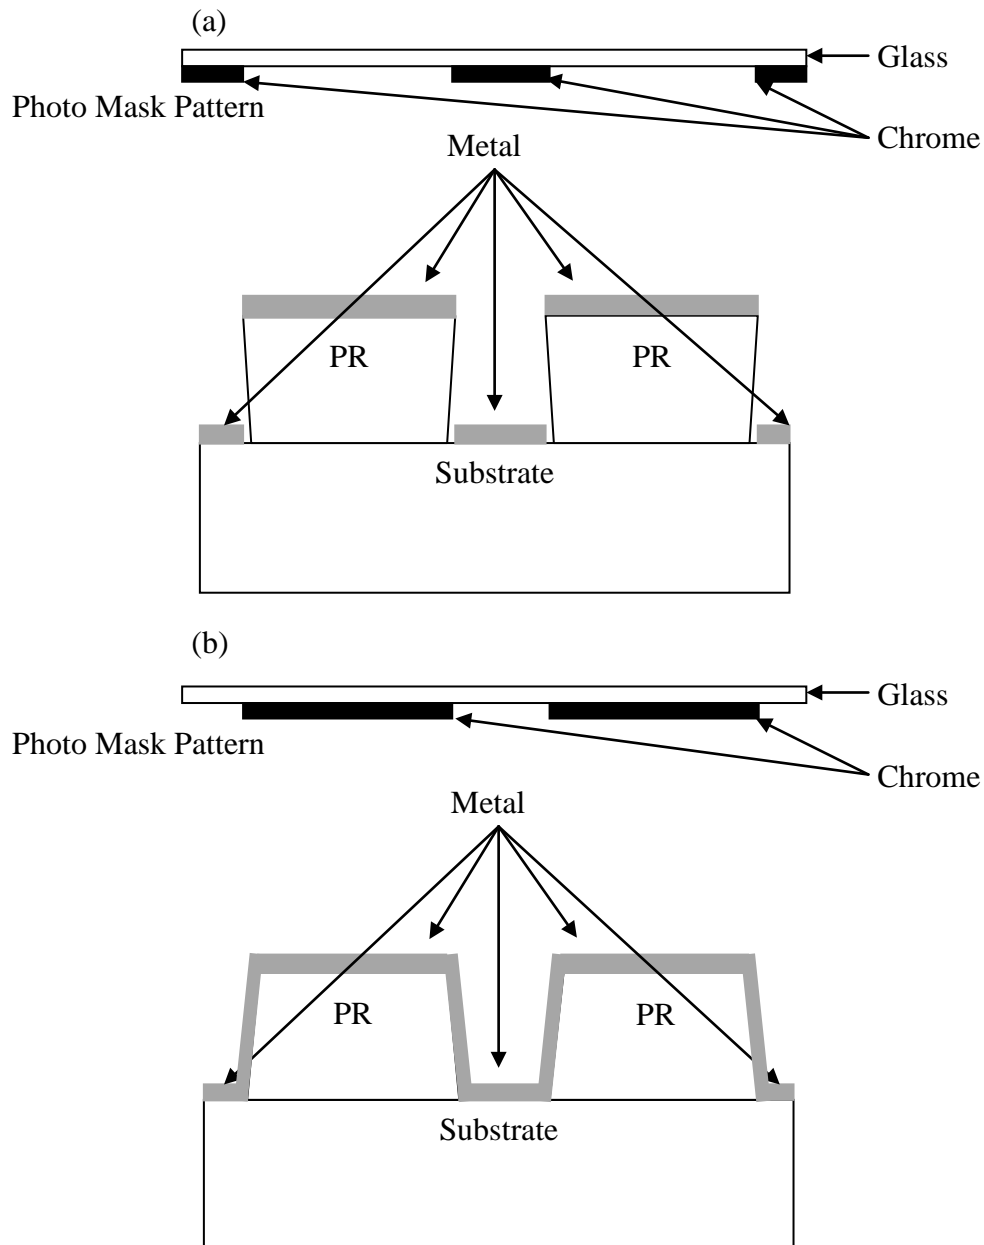 (a)
Glass
Photo Mask Pattern
Chrome
Metal
PR
PR
Substrate
(b)
Glass
Photo Mask Pattern
Chrome
Metal
PR
PR
Substrate